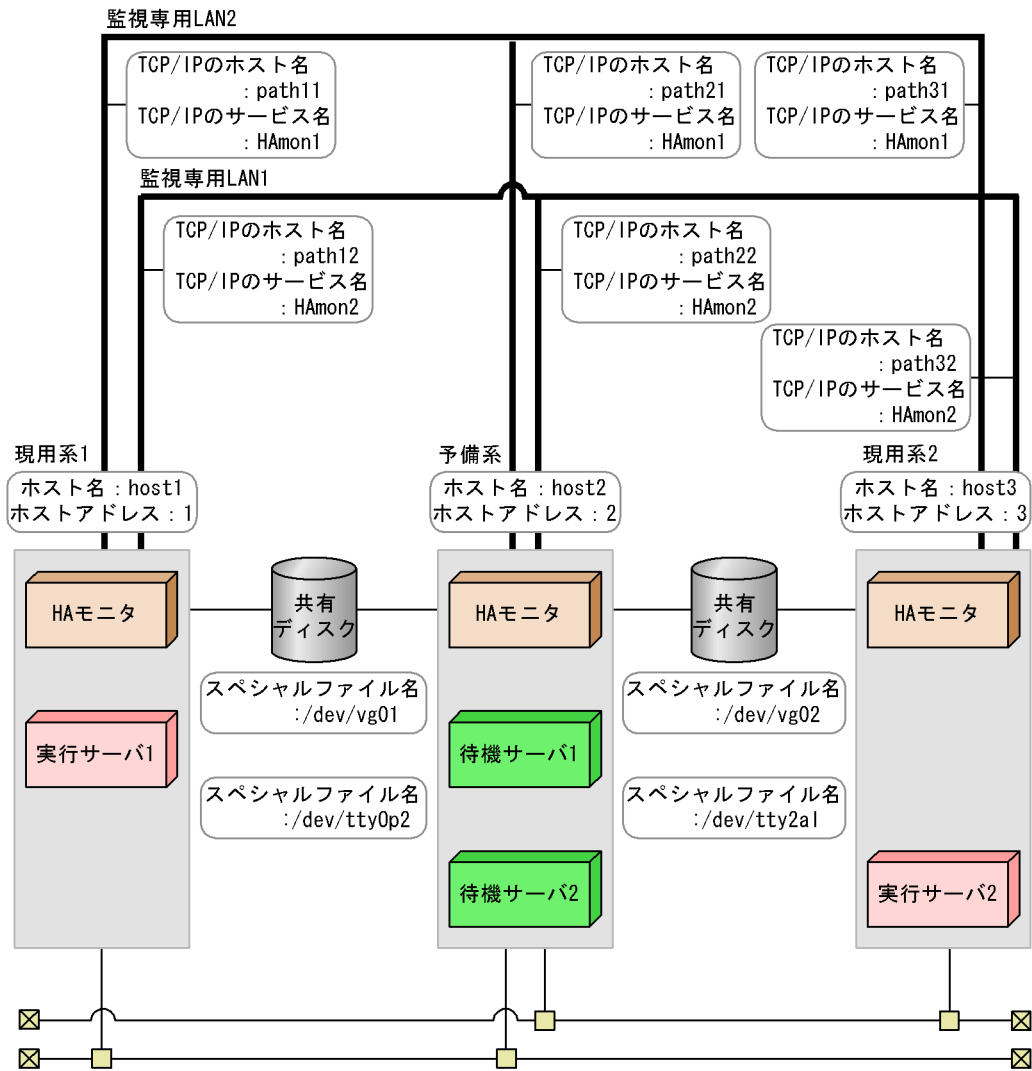 監視専用LAN2
TCP/IPのホスト名
：path11
TCP/IPのサービス名
：HAmon1
TCP/IPのホスト名
：path21
TCP/IPのサービス名
：HAmon1
TCP/IPのホスト名
：path31
TCP/IPのサービス名
：HAmon1
監視専用LAN1
TCP/IPのホスト名
：path12
TCP/IPのサービス名
：HAmon2
TCP/IPのホスト名
：path22
TCP/IPのサービス名
：HAmon2
TCP/IPのホスト名
：path32
TCP/IPのサービス名
：HAmon2
現用系1
ホスト名：host1
ホストアドレス：1
予備系
ホスト名：host2
ホストアドレス：2
現用系2
ホスト名：host3
ホストアドレス：3
HAモニタ
共有
ディスク
HAモニタ
共有
ディスク
HAモニタ
スペシャルファイル名
:/dev/vg01
スペシャルファイル名
:/dev/vg02
実行サーバ1
待機サーバ1
スペシャルファイル名
:/dev/tty0p2
スペシャルファイル名
:/dev/tty2al
待機サーバ2
実行サーバ2